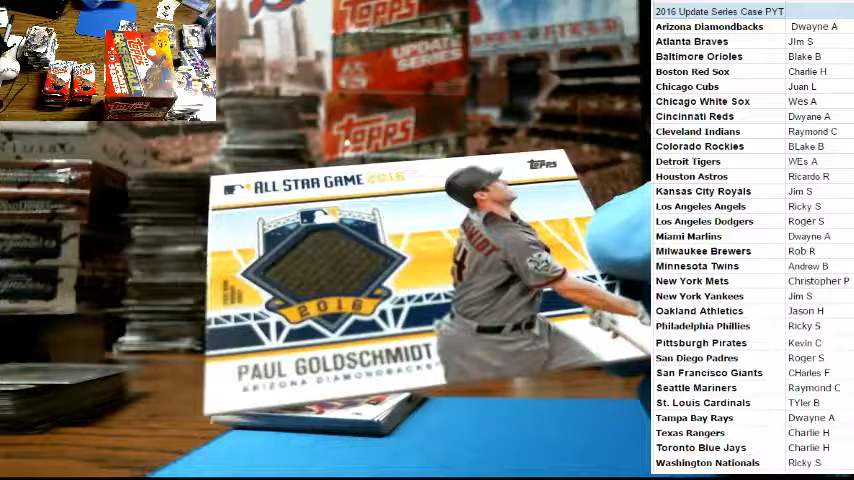 2016 Update Series Case PYT
Arizona Diamondbacks Dwayne A
Atlanta Braves JIm S
Baltimore Orioles Blake B
Boston Red Sox Charlie H
Chicago Cubs Juan L
Chicago White Sox Wes A
Cincinnati Reds Dwyane A
Cleveland Indians Raymond C
Colorado Rockies BLake B
Detroit Tigers WEs A
Houston Astros Ricardo R
Kansas City Royals Jim S
Los Angeles Angels Ricky S
Los Angeles Dodgers Roger S
Miami Marlins Dwayne A
Milwaukee Brewers Rob R
Minnesota Twins Andrew B
New York Mets Christopher P
New York Yankees Jim S
Oakland Athletics Jason H
Philadelphia Phillies Ricky S
Pittsburgh Pirates Kevin C
San Diego Padres Roger S
San Francisco Giants CHarles F
Seattle Mariners Raymond C
St. Louis Cardinals TYler B
Tampa Bay Rays Dwayne A
Texas Rangers Charlie H
Toronto Blue Jays Charlie H
Washington Nationals RIcky S
Topps
UPDATE SERIES
Topps
Topps
ALL STAR GAME 2016
2016
PAUL GOLDSCHMIDT
ARIZONA DIAMONDBACKS